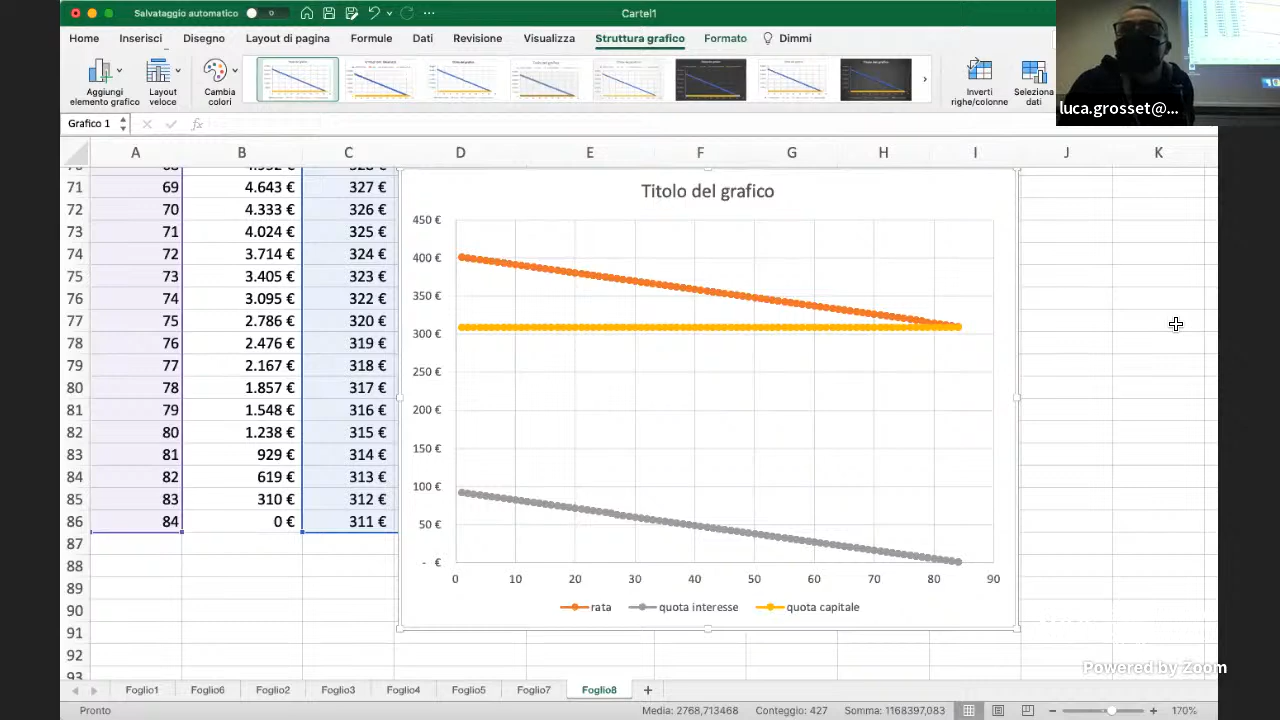 Salvataggio automatico 0 Cartel1
Home Inserisci Disegno ut di pagina mule visione ualizza Struttura grafico Formato
Aggiungi elemento grafico
Layout veloce
Cambia colori
Inverti righe/colonne
Seleziona dati
luca.grosset@...
Grafico 1 fx
A B C D E F G H I J K
71 69 4.643 € 327 €
72 70 4.333 € 326 €
73 71 4.024 € 325 €
74 72 3.714 € 324 €
75 73 3.405 € 323 €
76 74 3.095 € 322 €
77 75 2.786 € 320 €
78 76 2.476 € 319 €
79 77 2.167 € 318 €
80 78 1.857 € 317 €
81 79 1.548 € 316 €
82 80 1.238 € 315 €
83 81 929 € 314 €
84 82 619 € 313 €
85 83 310 € 312 €
86 84 0 € 311 €
87
88
89
90
91
92
93
Titolo del grafico
450 €
400 €
350 €
300 €
250 €
200 €
150 €
100 €
50 €
- €
0 10 20 30 40 50 60 70 80 90
rata quota interesse quota capitale
Powered by Zoom
Foglio1 Foglio6 Foglio2 Foglio3 Foglio4 Foglio5 Foglio7 Foglio8 +
Pronto Media: 2768,713468 Conteggio: 427 Somma: 1168397,083 170%